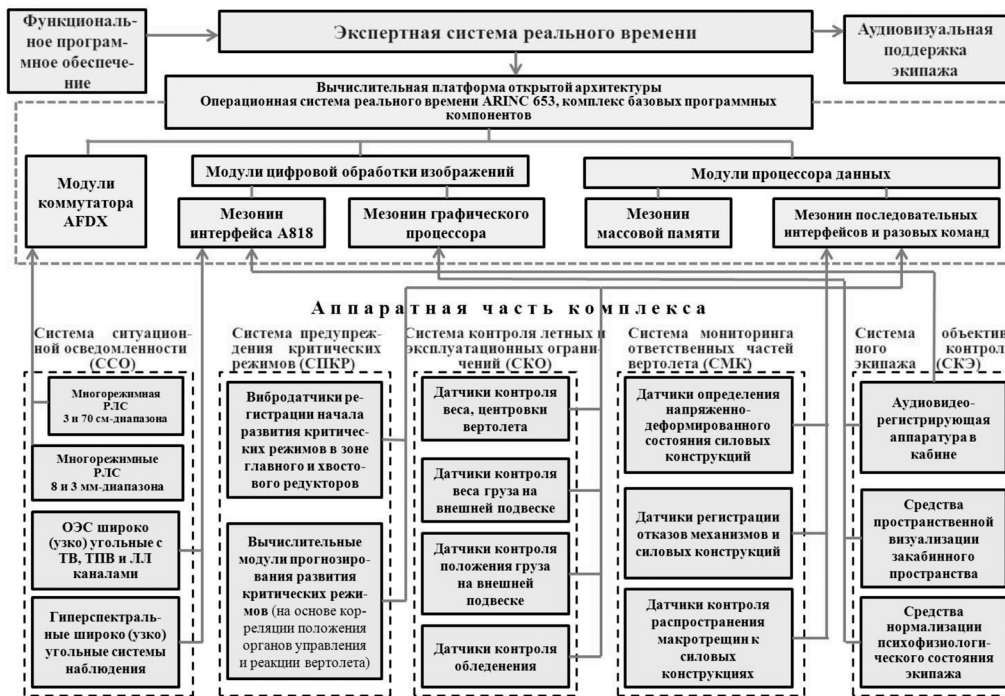 Функциональ-
ное програм-
мное обеспече-
ние
Экспертная система реального времени
Аудиовизуальная
поддержка
экипажа
Вычислительная платформа открытой архитектуры
Операционная система реального времени ARINC 653, комплекс базовых программных
компонентов
Модули
коммутатора
AFDX
Модули цифровой обработки изображений
Модули процессора данных
Мезонин
интерфейса А818
Мезонин графического
процессора
Мезонин
массовой памяти
Мезонин последовательных
интерфейсов и разовых команд
Аппаратная часть комплекса
Система ситуацион-
ной осведомленности
(ССО)
Многорежимная
РЛС
3 и 70 см-диапазона
Многорежимные
РЛС
8 и 3 мм-диапазона
ОЭС широко
(узко) угольные с
ТВ, ТПВ и ЛЛ
каналами
Гиперспектраль-
ные широко (узко)
угольные системы
наблюдения
Система предупреж-
дения критических
режимов (СПКР)
Вибродатчики ре-
гистрации начала
развития критичес-
ких режимов в зоне
главного и хвосто-
вого редукторов
Вычислительные
модули прогнозиро-
вания развития
критических режи-
мов (на основе кор-
реляции положения
органов управления
и реакции вертолета)
Система контроля летных и
эксплуатационных ограни-
чений (СКО)
Датчики контроля
веса, центровки
вертолета
Датчики контроля
веса груза на
внешней подвеске
Датчики контроля
положения груза
на внешней
подвеске
Датчики контроля
обледенения
Система мониторинга
ответственных частей
вертолета (СМК)
Датчики определения
напряженно-
деформированного
состояния силовых
конструкций
Датчики регистрации
отказов механизмов и
силовых конструкций
Датчики контроля
распространения
макротрещин к
силовых
конструкциях
Система объектив
ного контрол
экипажа (СКЭ)
Аудиовидео-
регистрирующая
аппаратура в
кабине
Средства
пространственной
визуализации
закабинного
пространства
Средства
нормализации
психофизиологи-
ческого состояния
экипажа